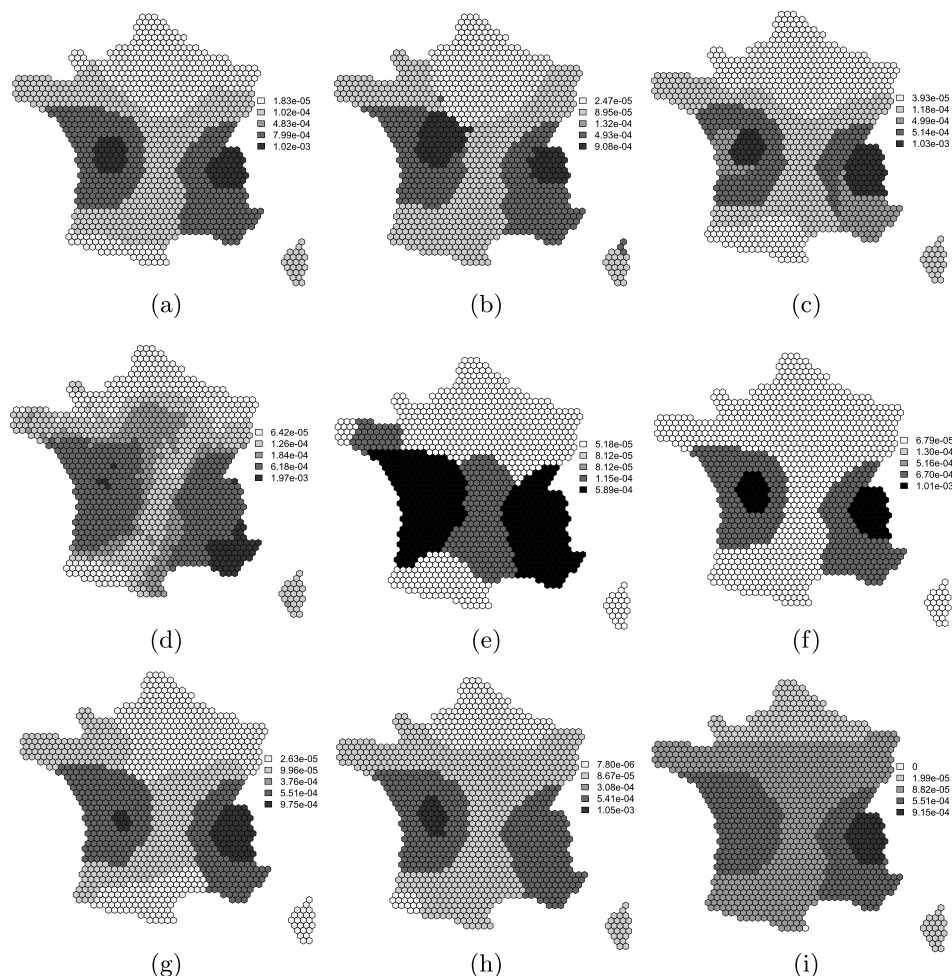 1.83e-05
1.02e-04
4.83e-04
7.99e-04
1.02e-03
(a)
2.47e-05
8.95e-05
1.32e-04
4.93e-04
9.08e-04
(b)
3.93e-05
1.18e-04
4.99e-04
5.14e-04
1.03e-03
(c)
6.42e-05
1.26e-04
1.84e-04
6.18e-04
1.97e-03
(d)
5.18e-05
8.12e-05
8.12e-05
1.15e-04
5.89e-04
(e)
6.79e-05
1.30e-04
5.16e-04
6.70e-04
1.01e-03
(f)
2.63e-05
9.96e-05
3.76e-04
5.51e-04
9.75e-04
(g)
7.80e-06
8.67e-05
3.08e-04
5.41e-04
1.05e-03
(h)
0
1.99e-05
8.82e-05
5.51e-04
9.15e-04
(i)